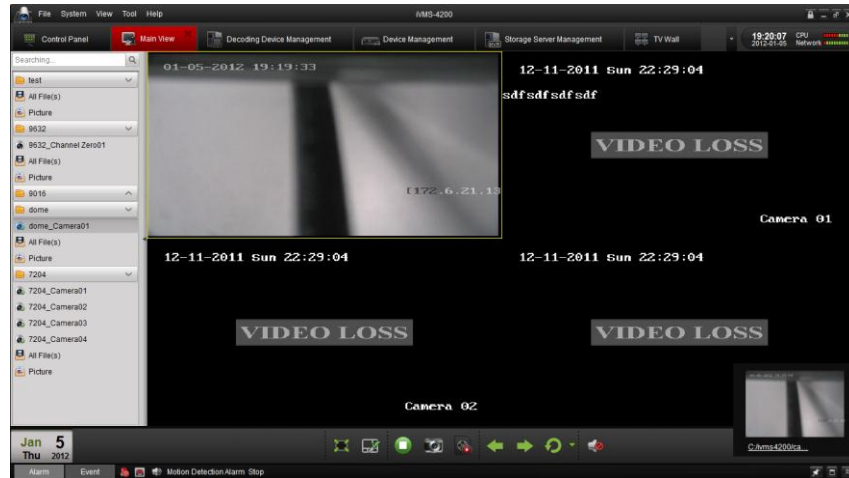 File System View Tool Help iVMS-4200
Control Panel Main View Decoding Device Management Device Management Storage Server Management TV Wall 19:20:07 CPU
2012-01-05 Network
Searching...
test
All File(s)
Picture
9632
9632_Channel Zero01
All File(s)
Picture
9016
dome
dome_Camera01
All File(s)
Picture
7204
7204_Camera01
7204_Camera02
7204_Camera03
7204_Camera04
All File(s)
Picture
01-05-2012 19:19:33
[172.6.21.13
12-11-2011 Sun 22:29:04
sdfsdfsdfsdf
VIDEO LOSS
Camera 01
12-11-2011 Sun 22:29:04
VIDEO LOSS
Camera 02
12-11-2011 Sun 22:29:04
VIDEO LOSS
C:/ivms4200/ca...
Jan 5
Thu 2012
Alarm Event Motion Detection Alarm Stop